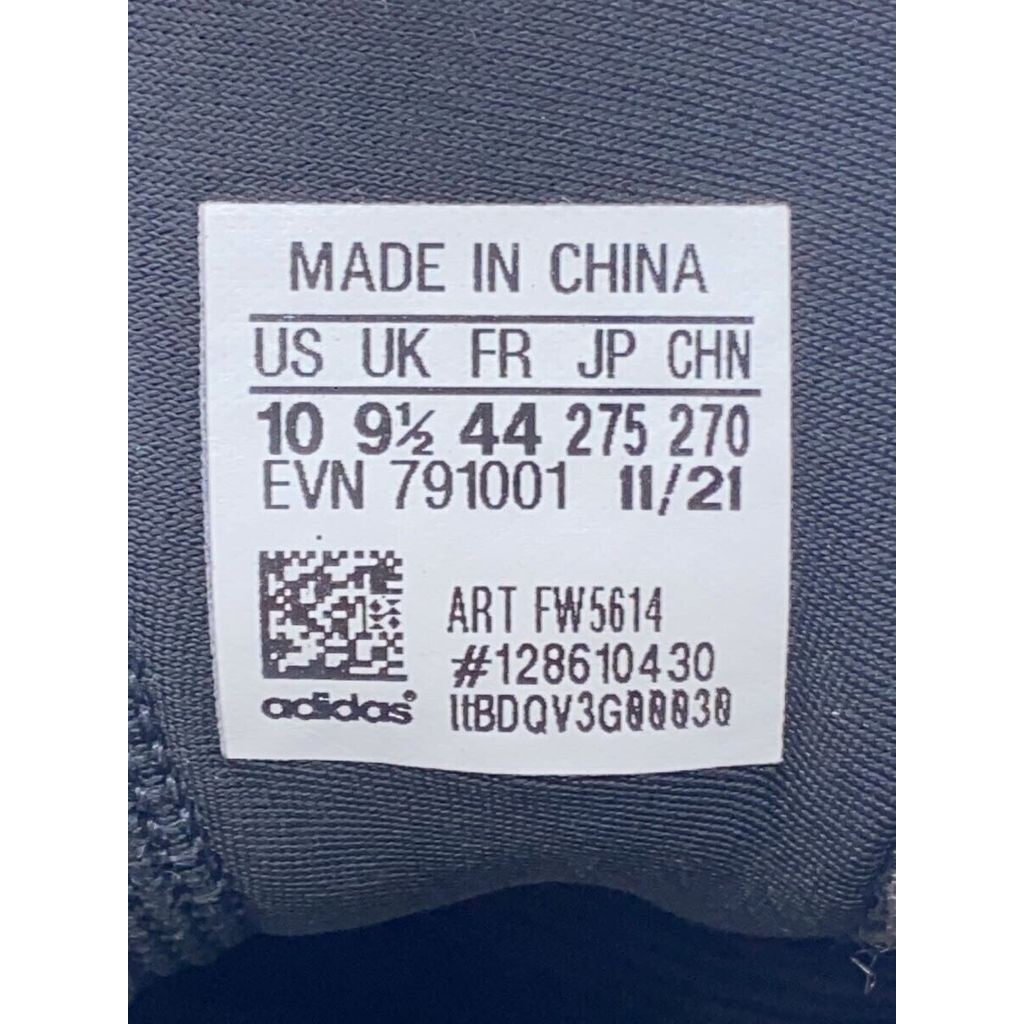 MADE IN CHINA
US UK FR JP CHN
10 9½ 44 275 270
EVN 791001 11/21
ART FW5614
#128610430
adidas® ltBDQV3G00030